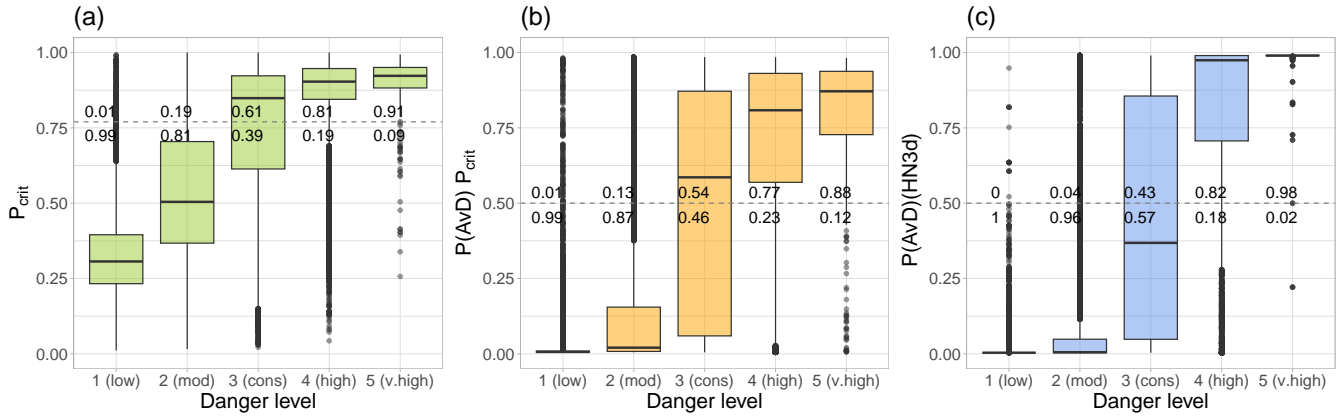 (a)
P_crit
1.00
0.75
0.50
0.25
0.00
0.01 0.19 0.61 0.81 0.91
0.99 0.81 0.39 0.19 0.09
1 (low) 2 (mod) 3 (cons) 4 (high) 5 (v.high)
Danger level
(b)
P(AvD) P_crit
1.00
0.75
0.50
0.25
0.00
0.01 0.13 0.54 0.77 0.88
0.99 0.87 0.46 0.23 0.12
1 (low) 2 (mod) 3 (cons) 4 (high) 5 (v.high)
Danger level
(c)
P(AvD)(HN3d)
1.00
0.75
0.50
0.25
0.00
0 0.04 0.43 0.82 0.98
1 0.96 0.57 0.18 0.02
1 (low) 2 (mod) 3 (cons) 4 (high) 5 (v.high)
Danger level